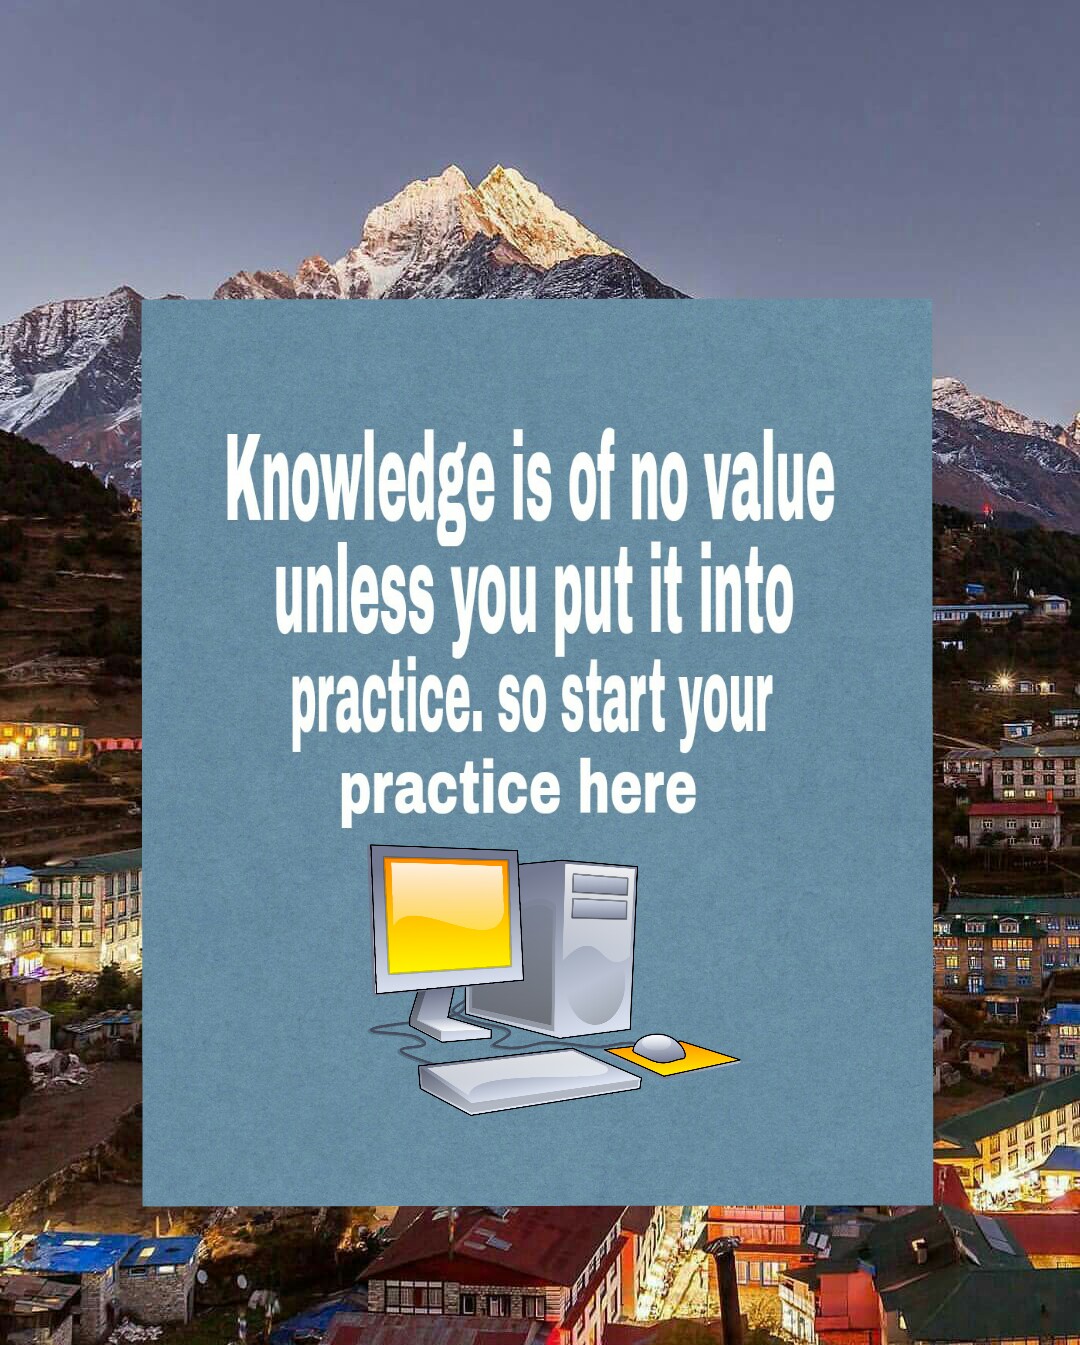 Knowledge is of no value
unless you put it into
practice. so start your
practice here